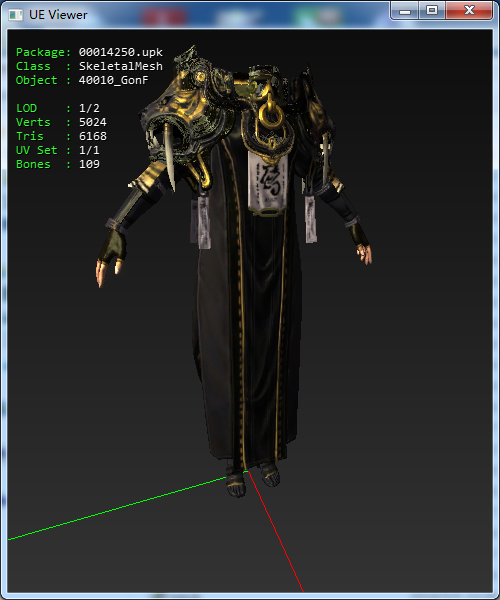 UE Viewer
Package: 00014250.upk
Class : SkeletalMesh
Object : 40010_GonF
LOD : 1/2
Verts : 5024
Tris : 6168
UV Set : 1/1
Bones : 109